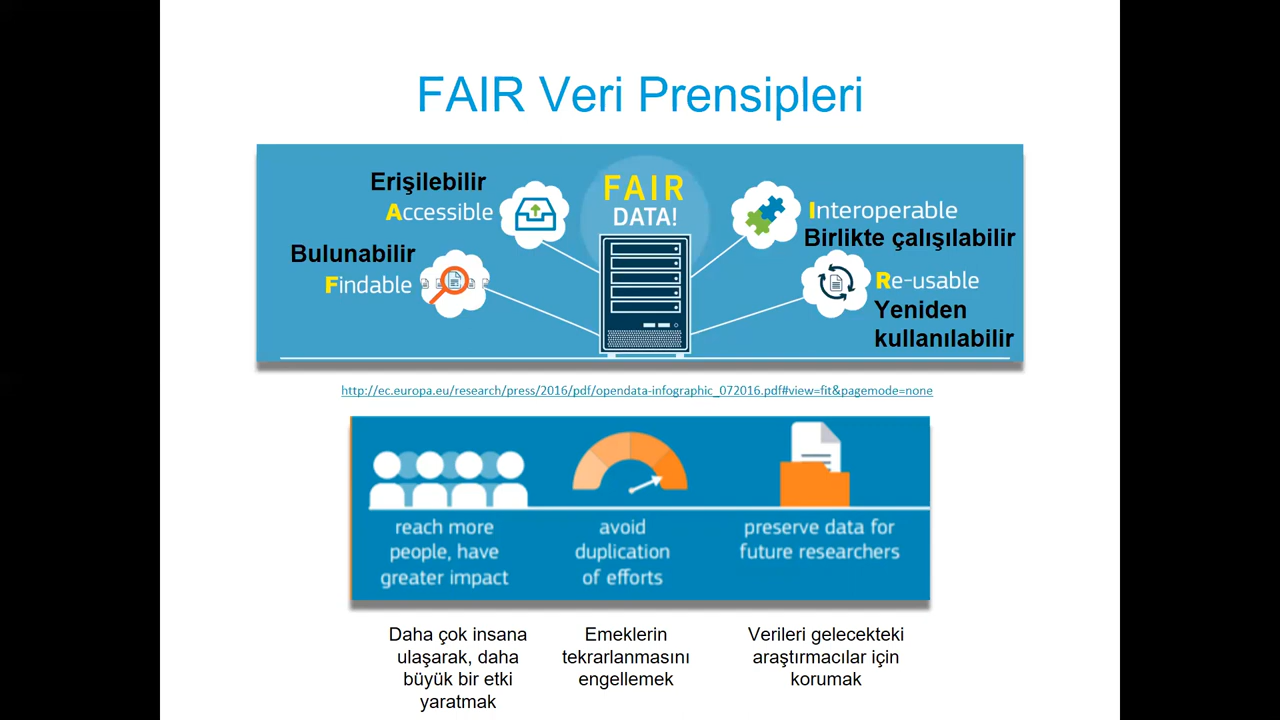 FAIR Veri Prensipleri
Erişilebilir
Accessible
Bulunabilir
Findable
FAIR
DATA!
Interoperable
Birlikte çalışılabilir
Re-usable
Yeniden
kullanılabilir
http://ec.europa.eu/research/press/2016/pdf/opendata-infographic_072016.pdf#view=fit&pagemode=none
reach more
people, have
greater impact
avoid
duplication
of efforts
preserve data for
future researchers
Daha çok insana
ulaşarak, daha
büyük bir etki
yaratmak
Emeklerin
tekrarlanmasını
engellemek
Verileri gelecekteki
araştırmacılar için
korumak